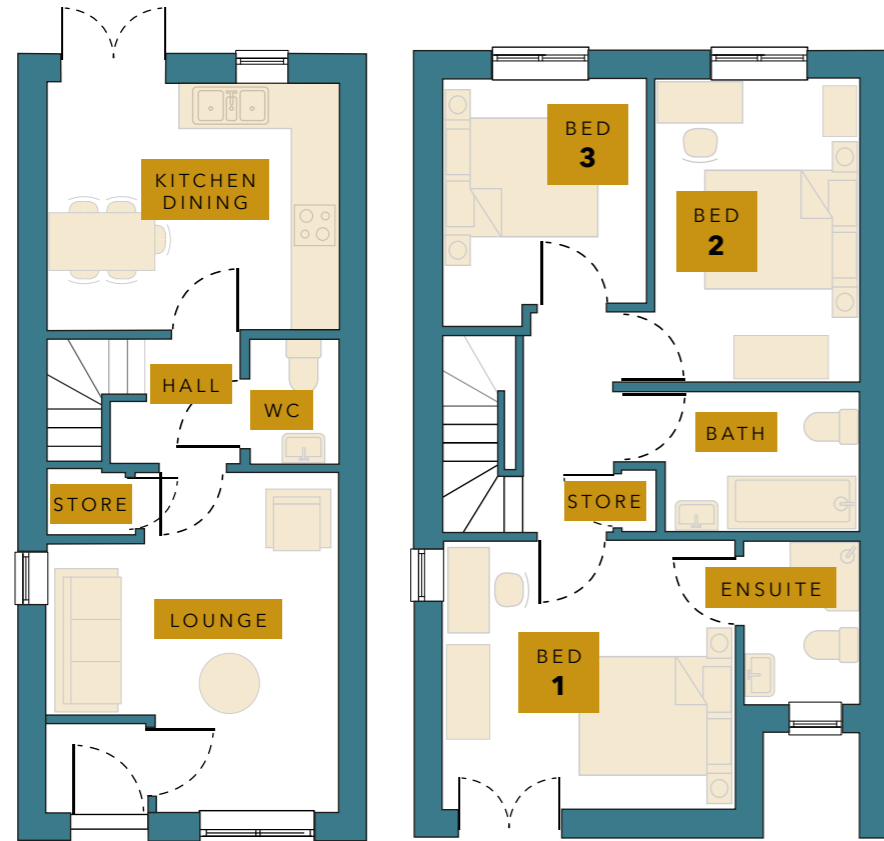 KITCHEN
DINING
HALL
WC
STORE
LOUNGE
BED
3
BED
2
BATH
STORE
ENSUITE
BED
1